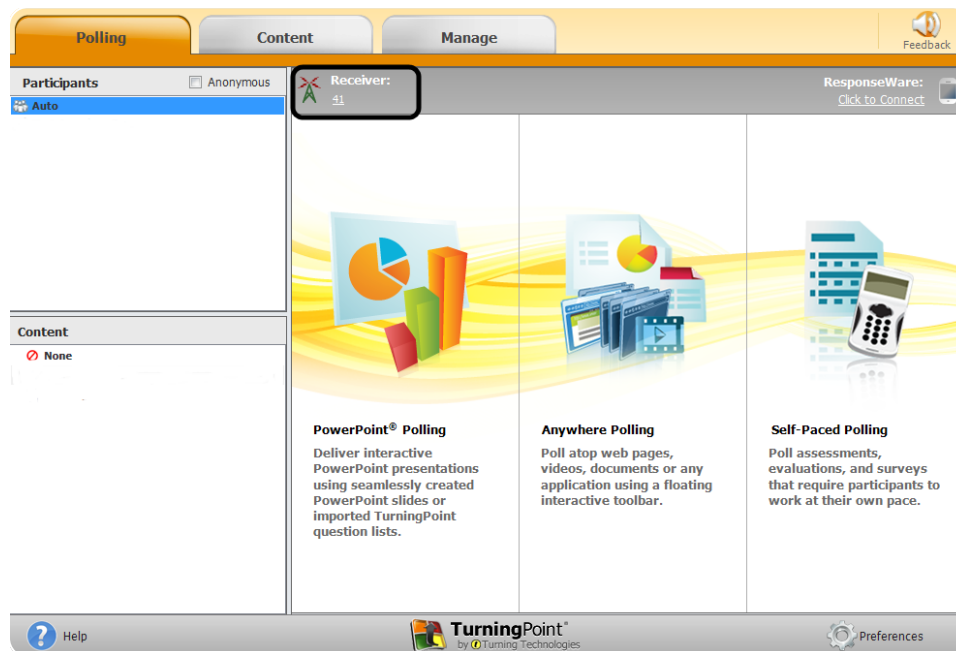 Polling
Content
Manage
Feedback
Participants
Anonymous
Receiver:
41
ResponseWare:
Click to Connect
Auto
Content
None
PowerPoint® Polling
Deliver interactive
PowerPoint presentations
using seamlessly created
PowerPoint slides or
imported TurningPoint
question lists.
Anywhere Polling
Poll atop web pages,
videos, documents or any
application using a floating
interactive toolbar.
Self-Paced Polling
Poll assessments,
evaluations, and surveys
that require participants to
work at their own pace.
Help
TurningPoint®
by Turning Technologies
Preferences